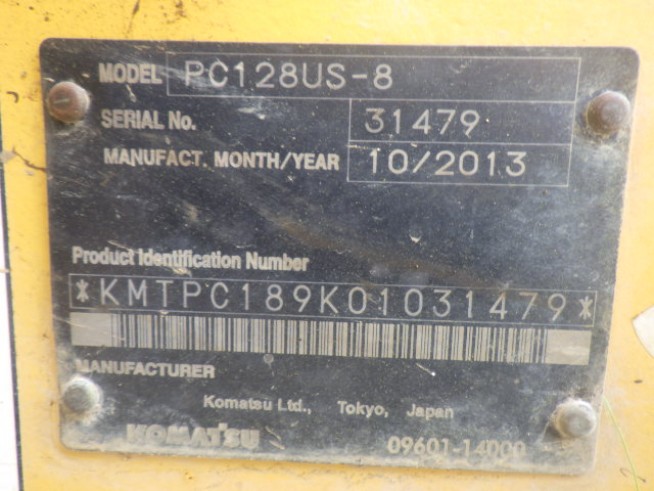 MODEL PC128US-8
SERIAL No. 31479
MANUFACT. MONTH/YEAR 10/2013
Product Identification Number
*KMTPC189K01031479*
MANUFACTURER
Komatsu Ltd., Tokyo, Japan
KOMATSU 09601-14000